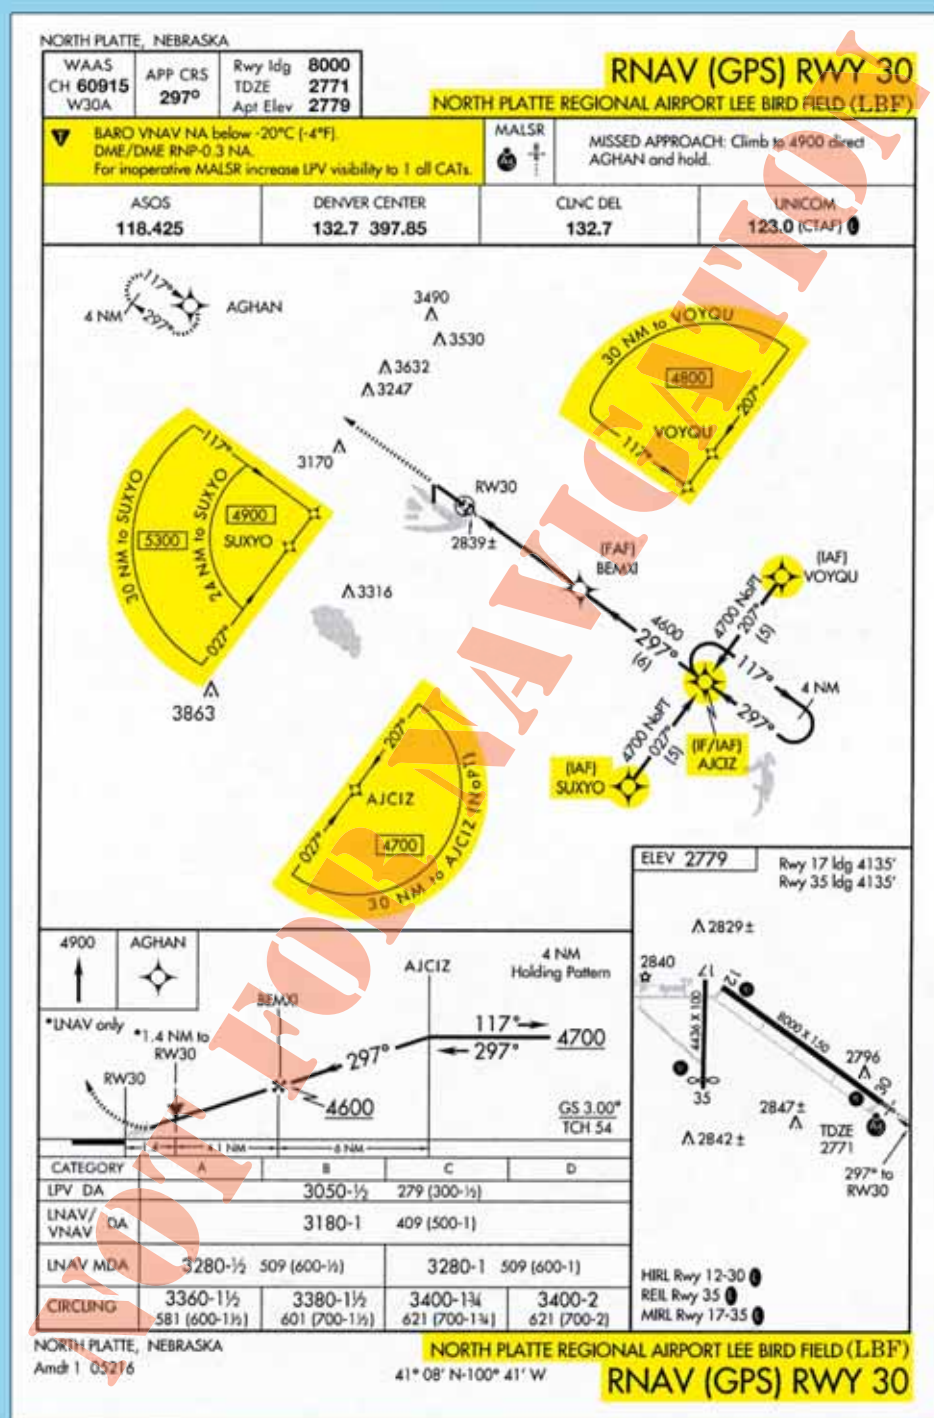 NORTH PLATTE, NEBRASKA
WAAS
CH 60915
W30A
APP CRS
297°
Rwy ldg 8000
TDZE 2771
Apt Elev 2779
RNAV (GPS) RWY 30
NORTH PLATTE REGIONAL AIRPORT LEE BIRD FIELD (LBF)
T
BARO VNAV NA below -20°C (-4°F).
DME/DME RNP-0.3 NA.
For inoperative MALSR increase LPV visibility to 1 all CATs.
MALSR
MISSED APPROACH: Climb to 4900 direct
AGHAN and hold.
ASOS
118.425
DENVER CENTER
132.7 397.85
CLNC DEL
132.7
UNICOM
123.0 (CTAF) L
117°
297°
4 NM
AGHAN
3490
3530
3632
3247
3170
30 NM to VOYQU
4800
207°
VOYQU
117°
30 NM to SUXYO
5300
24 NM to SUXYO
4900
SUXYO
117°
027°
RW30
2839±
(FAF)
BEMXI
3316
3863
(IAF)
VOYQU
4700 NoPT
207°
(5)
4600
297°
(6)
117°
4 NM
297°
4700 NoPT
027°
(5)
(IF/IAF)
AJCIZ
(IAF)
SUXYO
207°
AJCIZ
027°
4700
30 NM to AJCIZ (NoPT)
ELEV 2779
Rwy 17 ldg 4135'
Rwy 35 ldg 4135'
2829±
2840
17
12
4436 X 100
8000 X 150
2796
30
35
2847±
2842±
TDZE
2771
297° to
RW30
HIRL Rwy 12-30 L
REIL Rwy 35 L
MIRL Rwy 17-35 L
4900
AGHAN
*LNAV only
*1.4 NM to
RW30
RW30
BEMXI
AJCIZ
4 NM
Holding Pattern
117°
297°
4700
297°
4600
GS 3.00°
TCH 54
1.4
4.1 NM
6 NM
CATEGORY A B C D
LPV DA 3050-½ 279 (300-½)
LNAV/
VNAV DA 3180-1 409 (500-1)
LNAV MDA 3280-½ 509 (600-½) 3280-1 509 (600-1)
CIRCLING
3360-1½ 3380-1½ 3400-1¾ 3400-2
581 (600-1½) 601 (700-1½) 621 (700-1¾) 621 (700-2)
NORTH PLATTE, NEBRASKA
Amdt 1 05216
41° 08' N-100° 41' W
NORTH PLATTE REGIONAL AIRPORT LEE BIRD FIELD (LBF)
RNAV (GPS) RWY 30
NOT FOR NAVIGATION